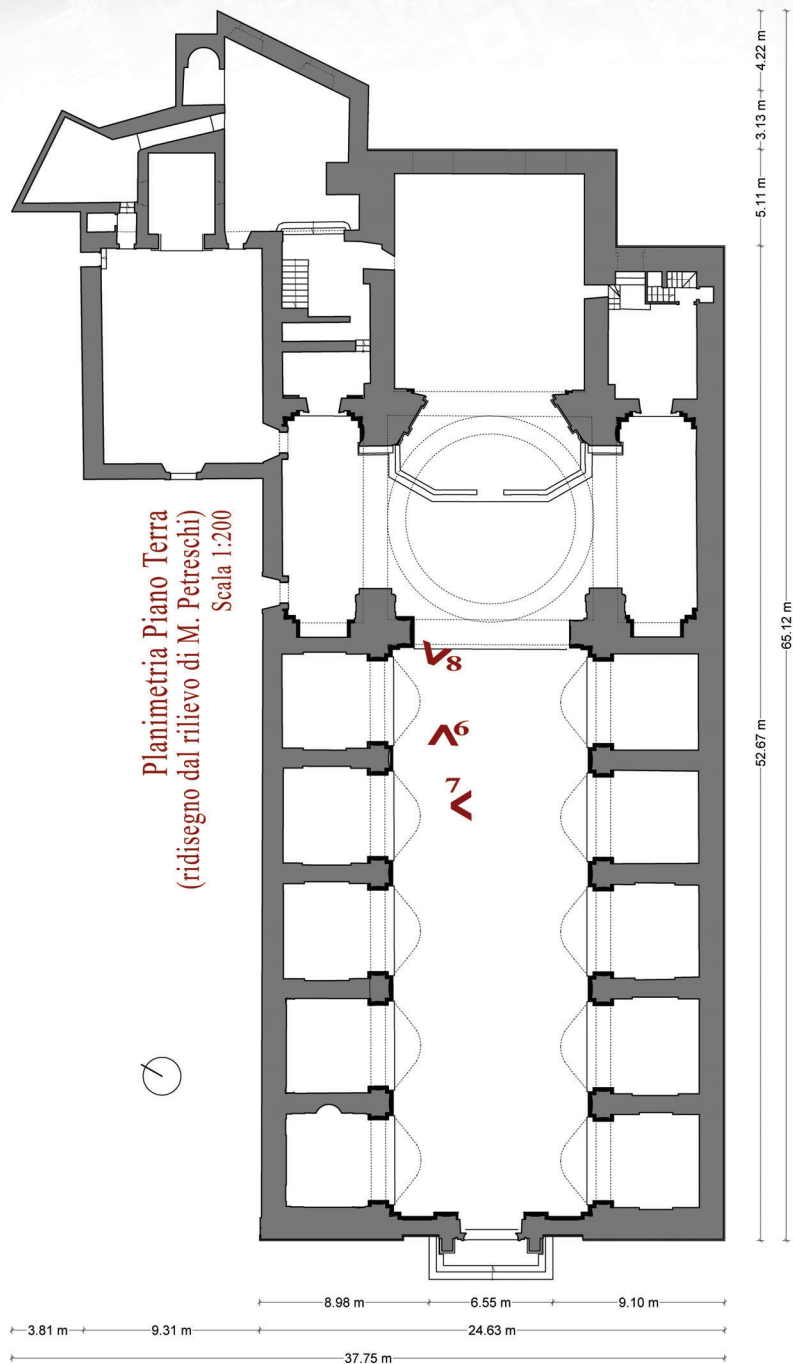 4.22 m
3.13 m
5.11 m
52.67 m
65.12 m
Planimetria Piano Terra
(ridisegno dal rilievo di M. Petreschi)
Scala 1:200
8
6
7
8.98 m
6.55 m
9.10 m
3.81 m
9.31 m
24.63 m
37.75 m